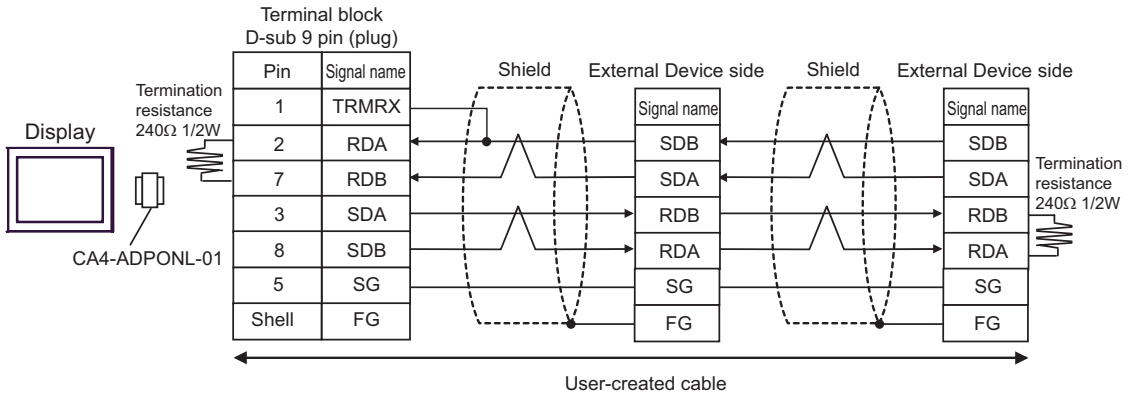 Terminal block
D-sub 9 pin (plug)
Pin Signal name
1 TRMRX
2 RDA
7 RDB
3 SDA
8 SDB
5 SG
Shell FG
Termination
resistance
240Ω 1/2W
Display
CA4-ADPONL-01
Shield
External Device side
Signal name
SDB
SDA
RDB
RDA
SG
FG
Shield
External Device side
Signal name
SDB
SDA
RDB
RDA
SG
FG
Termination
resistance
240Ω 1/2W
User-created cable